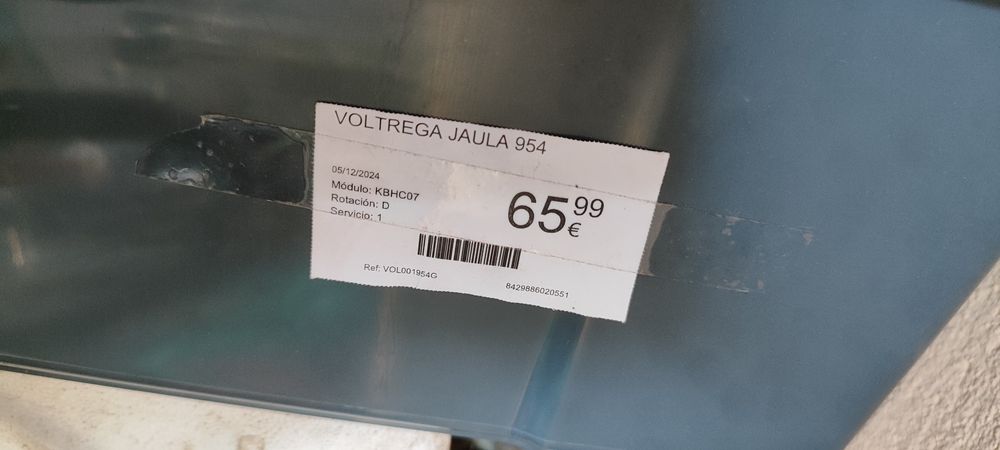 VOLTREGA JAULA 954
05/12/2024
Módulo: KBHC07
Rotación: D
Servicio: 1
65 99 €
Ref: VOL001954G
8429886020551